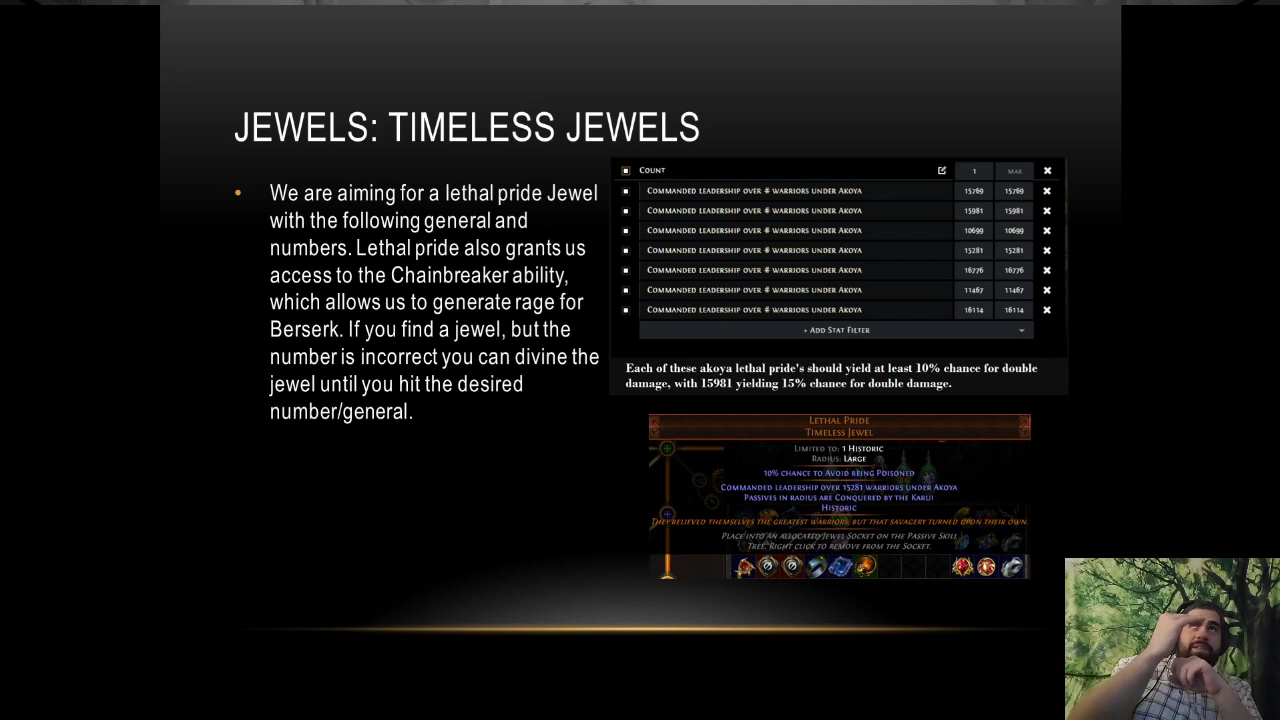 JEWELS: TIMELESS JEWELS
• We are aiming for a lethal pride Jewel
with the following general and
numbers. Lethal pride also grants us
access to the Chainbreaker ability,
which allows us to generate rage for
Berserk. If you find a jewel, but the
number is incorrect you can divine the
jewel until you hit the desired
number/general.
COUNT 1 MAX
COMMANDED LEADERSHIP OVER # WARRIORS UNDER AKOYA 15769 15769
COMMANDED LEADERSHIP OVER # WARRIORS UNDER AKOYA 15981 15981
COMMANDED LEADERSHIP OVER # WARRIORS UNDER AKOYA 10699 10699
COMMANDED LEADERSHIP OVER # WARRIORS UNDER AKOYA 15281 15281
COMMANDED LEADERSHIP OVER # WARRIORS UNDER AKOYA 16776 16776
COMMANDED LEADERSHIP OVER # WARRIORS UNDER AKOYA 11467 11467
COMMANDED LEADERSHIP OVER # WARRIORS UNDER AKOYA 16114 16114
+ ADD STAT FILTER
Each of these akoya lethal pride's should yield at least 10% chance for double
damage, with 15981 yielding 15% chance for double damage.
LETHAL PRIDE
TIMELESS JEWEL
LIMITED TO: 1 HISTORIC
RADIUS: LARGE
10% CHANCE TO AVOID BEING POISONED
COMMANDED LEADERSHIP OVER 15281 WARRIORS UNDER AKOYA
PASSIVES IN RADIUS ARE CONQUERED BY THE KARUI
HISTORIC
THEY BELIEVED THEMSELVES THE GREATEST WARRIORS, BUT THAT SAVAGERY TURNED UPON THEIR OWN.
PLACE INTO AN ALLOCATED JEWEL SOCKET ON THE PASSIVE SKILL
TREE. RIGHT CLICK TO REMOVE FROM THE SOCKET.